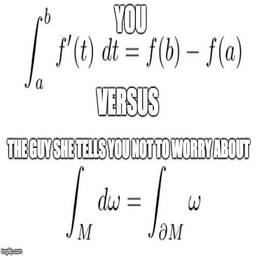 YOU
∫_a^b f′(t) dt = f(b) − f(a)
VERSUS
THE GUY SHE TELLS YOU NOT TO WORRY ABOUT
∫_M dω = ∫_∂M ω
imgflip.com